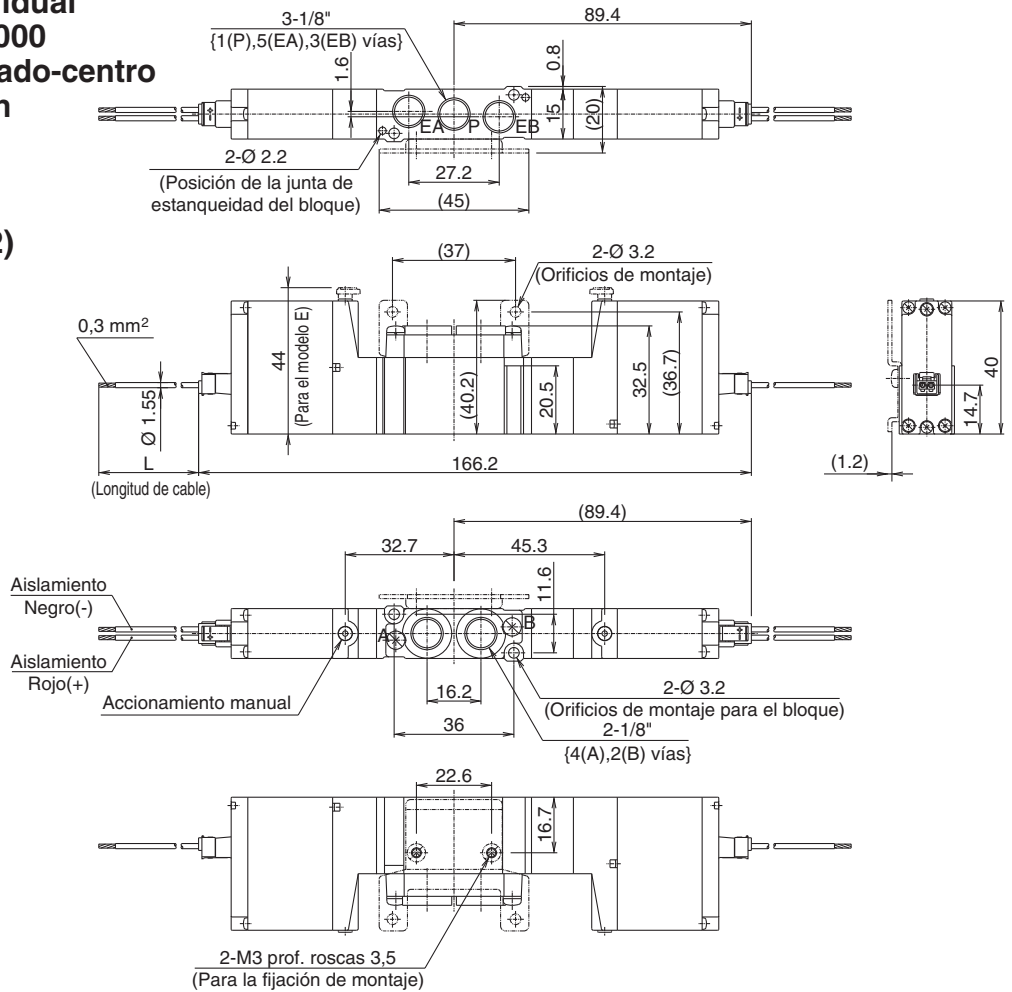 dual
000
ado-centro
n
2)
3-1/8"
{1(P),5(EA),3(EB) vías}
89.4
1.6
0.8
15
(20)
EA
P
EB
2-Ø 2.2
(Posición de la junta de
estanqueidad del bloque)
27.2
(45)
(37)
2-Ø 3.2
(Orificios de montaje)
0,3 mm2
Ø 1.55
L
(Longitud de cable)
44
(Para el modelo E)
(40.2)
20.5
32.5
(36.7)
166.2
40
14.7
(1.2)
(89.4)
32.7
45.3
11.6
Aislamiento
Negro(-)
Aislamiento
Rojo(+)
Accionamiento manual
A
B
16.2
36
2-Ø 3.2
(Orificios de montaje para el bloque)
2-1/8"
{4(A),2(B) vías}
22.6
16.7
2-M3 prof. roscas 3,5
(Para la fijación de montaje)